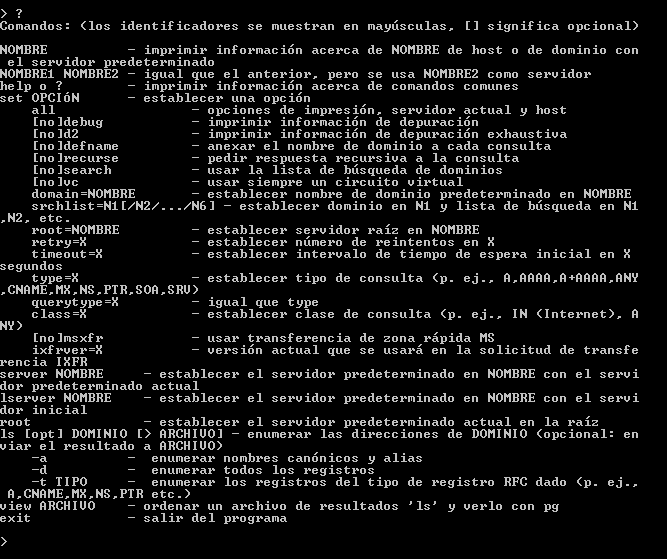 > ?
Comandos: (los identificadores se muestran en mayúsculas, [] significa opcional)
NOMBRE          - imprimir información acerca de NOMBRE de host o de dominio con
 el servidor predeterminado
NOMBRE1 NOMBRE2 - igual que el anterior, pero se usa NOMBRE2 como servidor
help o ?        - imprimir información acerca de comandos comunes
set OPCIóN      - establecer una opción
    all                 - opciones de impresión, servidor actual y host
    [no]debug           - imprimir información de depuración
    [no]d2              - imprimir información de depuración exhaustiva
    [no]defname         - anexar el nombre de dominio a cada consulta
    [no]recurse         - pedir respuesta recursiva a la consulta
    [no]search          - usar la lista de búsqueda de dominios
    [no]vc              - usar siempre un circuito virtual
    domain=NOMBRE       - establecer nombre de dominio predeterminado en NOMBRE
    srchlist=N1[/N2/.../N6] - establecer dominio en N1 y lista de búsqueda en N1
,N2, etc.
    root=NOMBRE         - establecer servidor raíz en NOMBRE
    retry=X             - establecer número de reintentos en X
    timeout=X           - establecer intervalo de tiempo de espera inicial en X
segundos
    type=X              - establecer tipo de consulta (p. ej., A,AAAA,A+AAAA,ANY
,CNAME,MX,NS,PTR,SOA,SRV)
    querytype=X         - igual que type
    class=X             - establecer clase de consulta (p. ej., IN (Internet), A
NY)
    [no]msxfr           - usar transferencia de zona rápida MS
    ixfrver=X           - versión actual que se usará en la solicitud de transfe
rencia IXFR
server NOMBRE     - establecer el servidor predeterminado en NOMBRE con el servi
dor predeterminado actual
lserver NOMBRE    - establecer el servidor predeterminado en NOMBRE con el servi
dor inicial
root              - establecer el servidor predeterminado actual en la raíz
ls [opt] DOMINIO [> ARCHIVO] - enumerar las direcciones de DOMINIO (opcional: en
viar el resultado a ARCHIVO)
    -a          -  enumerar nombres canónicos y alias
    -d          -  enumerar todos los registros
    -t TIPO     -  enumerar los registros del tipo de registro RFC dado (p. ej.,
 A,CNAME,MX,NS,PTR etc.)
view ARCHIVO    - ordenar un archivo de resultados 'ls' y verlo con pg
exit            - salir del programa
>